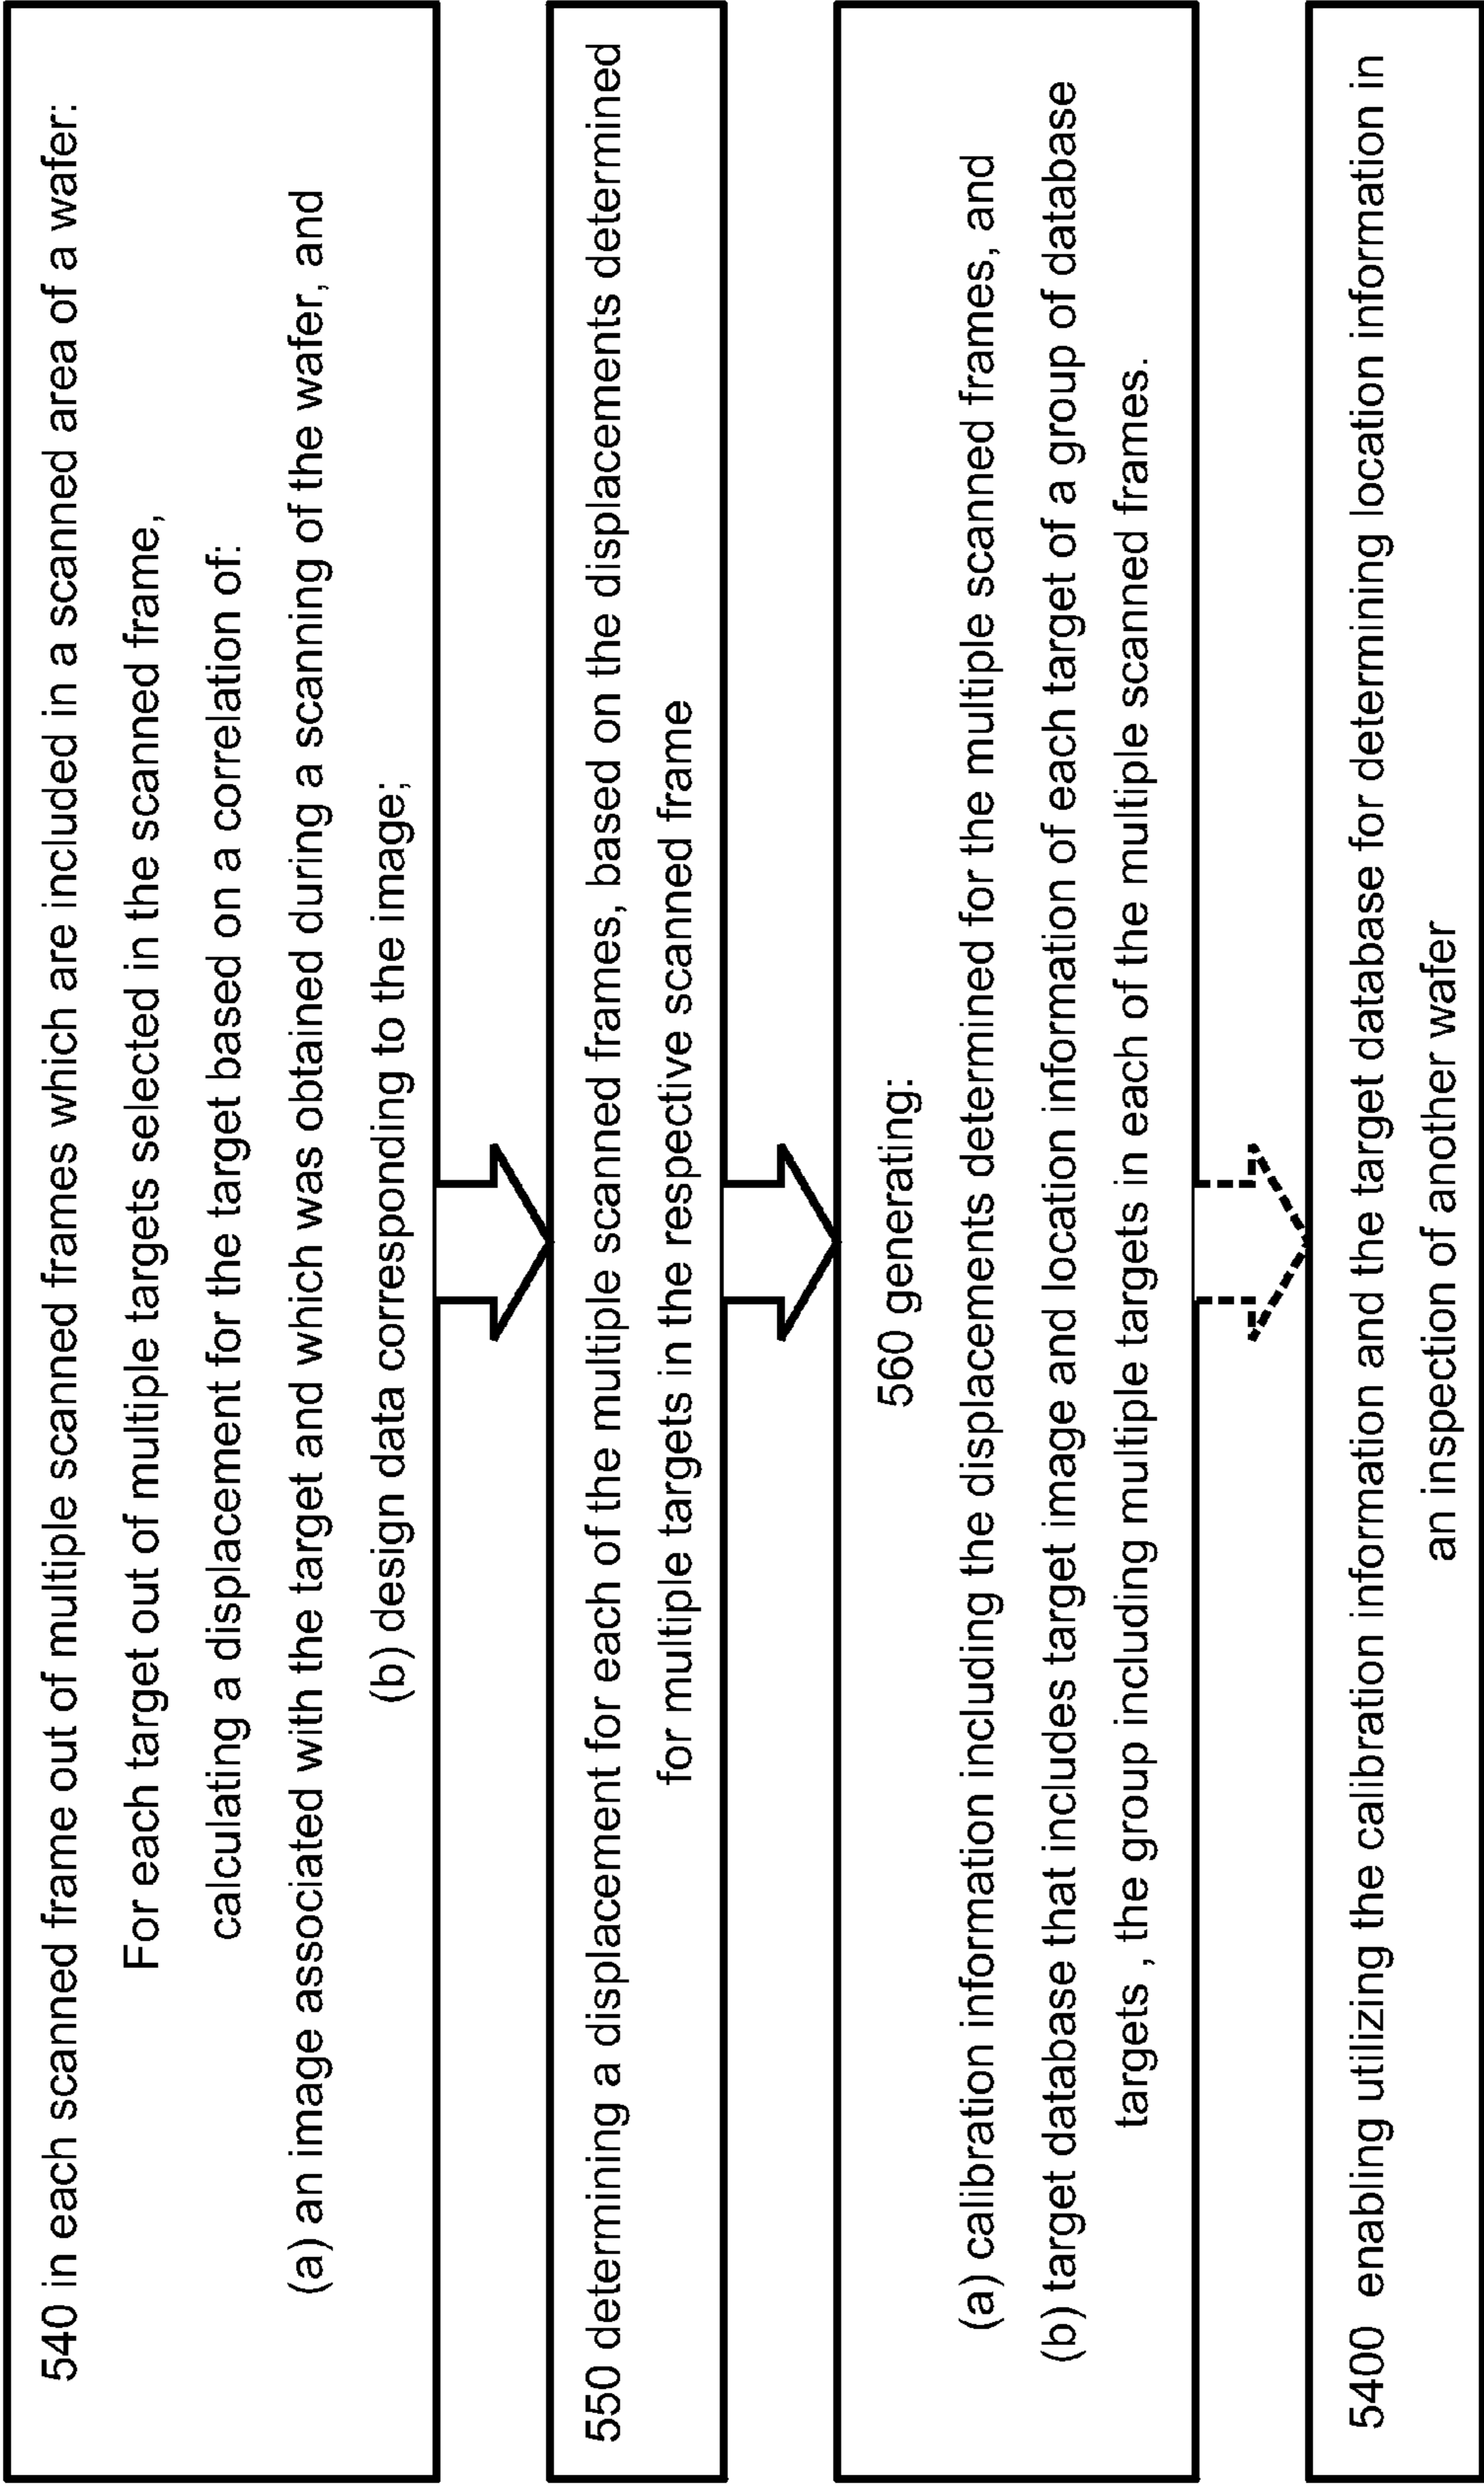 540 in each scanned frame out of multiple scanned frames which are included in a scanned area of a wafer:
For each target out of multiple targets selected in the scanned frame,
calculating a displacement for the target based on a correlation of:
(a) an image associated with the target and which was obtained during a scanning of the wafer, and
(b) design data corresponding to the image;
550 determining a displacement for each of the multiple scanned frames, based on the displacements determined
for multiple targets in the respective scanned frame
560 generating:
(a) calibration information including the displacements determined for the multiple scanned frames, and
(b) target database that includes target image and location information of each target of a group of database
targets , the group including multiple targets in each of the multiple scanned frames.
5400 enabling utilizing the calibration information and the target database for determining location information in
an inspection of another wafer